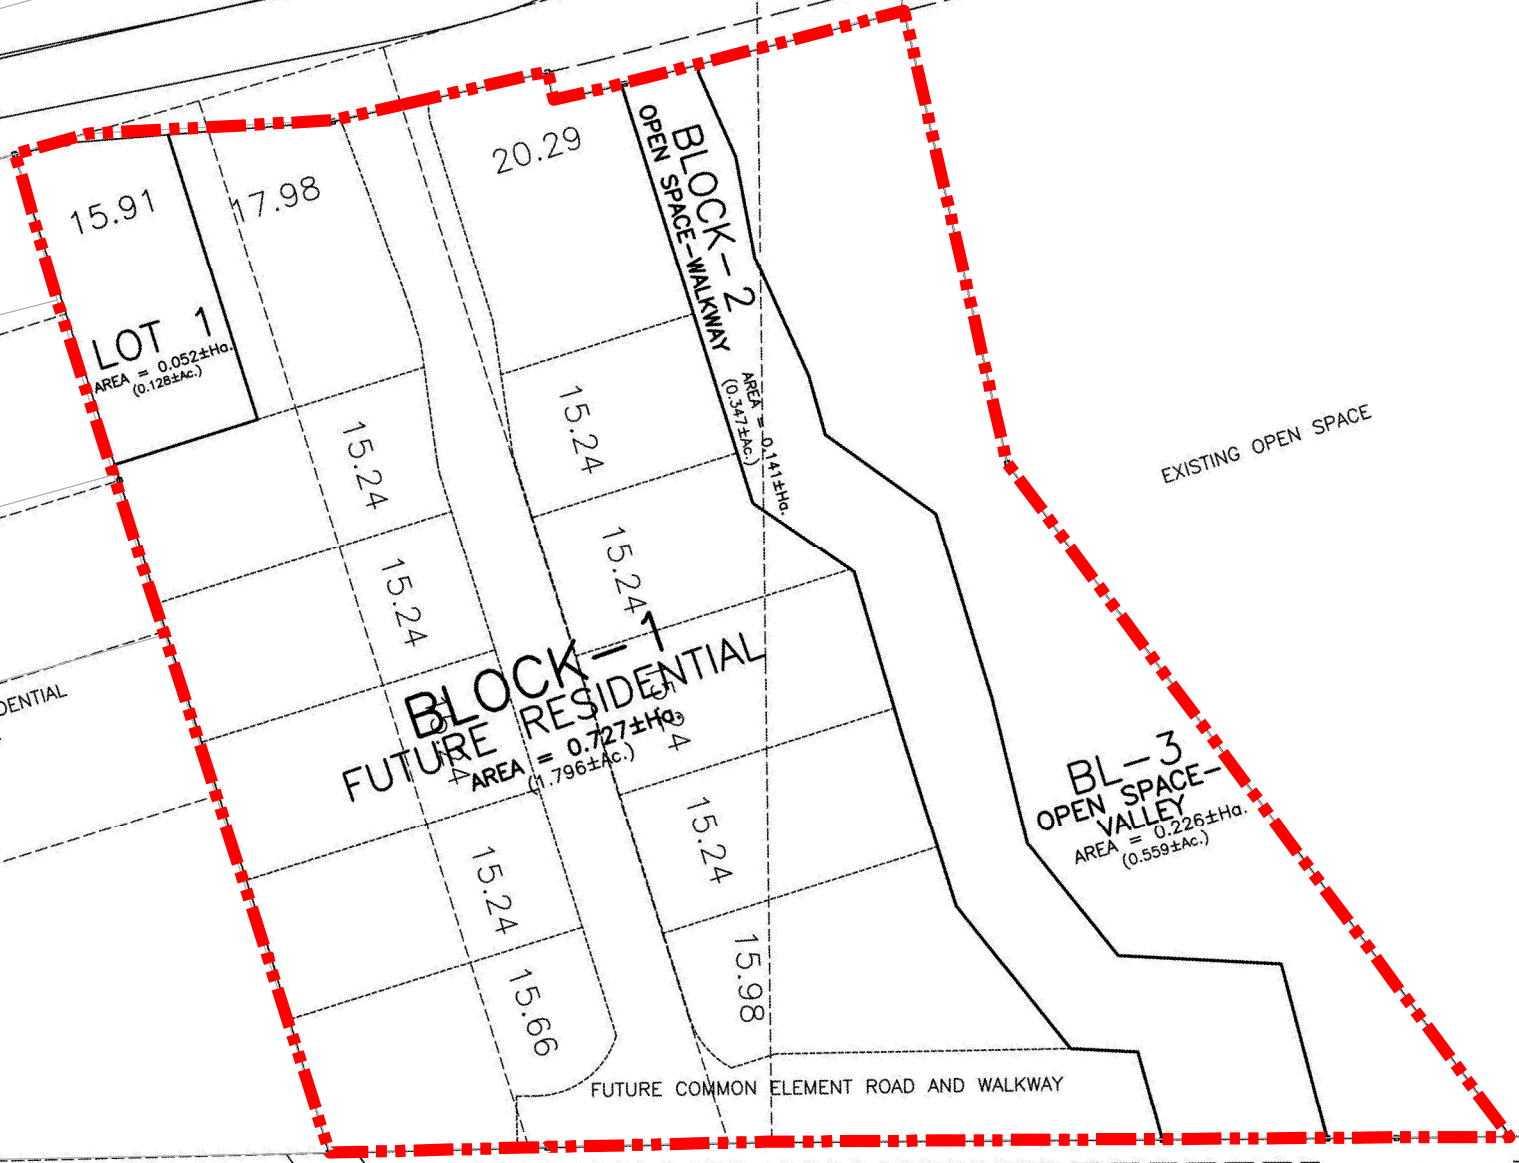 20.29
15.91
17.98
BLOCK-2
OPEN SPACE-WALKWAY
AREA = 0.141±Ha.
(0.347±Ac.)
LOT 1
AREA = 0.052±Ha.
(0.128±Ac.)
15.24
15.24
EXISTING OPEN SPACE
15.24
15.24
BLOCK-1
FUTURE RESIDENTIAL
AREA = 0.727±Ha.
(1.796±Ac.)
15.24
15.24
DENTIAL
BL-3
OPEN SPACE-
VALLEY
AREA = 0.226±Ha.
(0.559±Ac.)
15.24
15.24
15.98
15.66
FUTURE COMMON ELEMENT ROAD AND WALKWAY